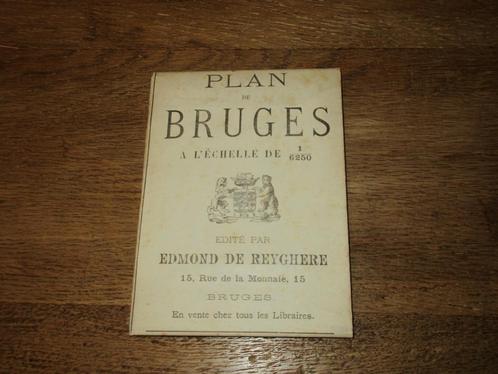 PLAN
DE
BRUGES
A L'ÉCHELLE DE 1/6250
EDITÉ PAR
EDMOND DE REYGHERE
15, Rue de la Monnaie, 15
BRUGES.
En vente chez tous les Libraires.